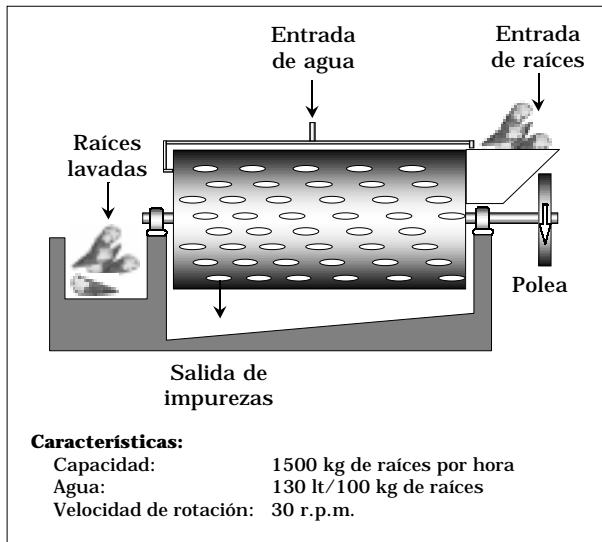 Entrada
de agua
Entrada
de raíces
Raíces
lavadas
Polea
Salida de
impurezas
Características:
Capacidad: 1500 kg de raíces por hora
Agua: 130 lt/100 kg de raíces
Velocidad de rotación: 30 r.p.m.